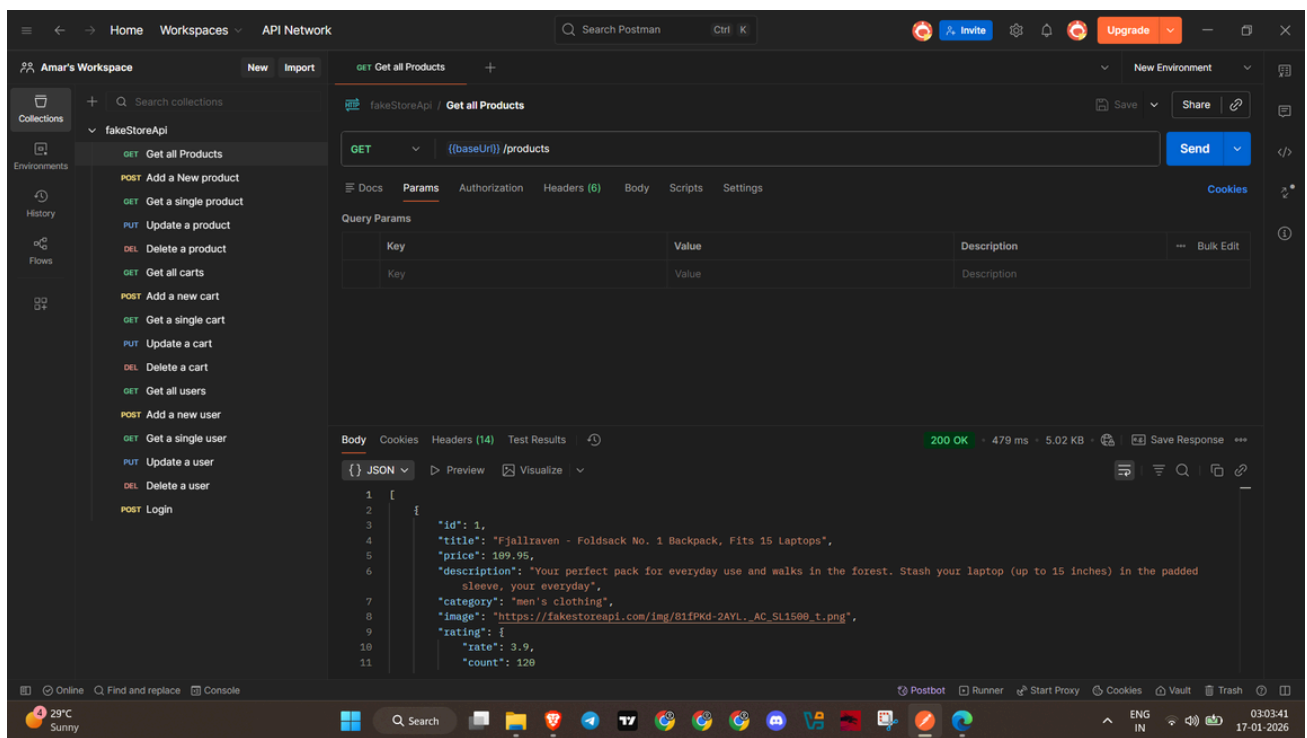 Home Workspaces API Network Search Postman Ctrl K Invite Upgrade
Amar's Workspace New Import GET Get all Products New Environment
Collections
Environments
History
Flows
Search collections
fakeStoreApi
GET Get all Products
POST Add a New product
GET Get a single product
PUT Update a product
DEL Delete a product
GET Get all carts
POST Add a new cart
GET Get a single cart
PUT Update a cart
DEL Delete a cart
GET Get all users
POST Add a new user
GET Get a single user
PUT Update a user
DEL Delete a user
POST Login
HTTP fakeStoreApi / Get all Products Save Share
GET {{baseUrl}} /products Send
Docs Params Authorization Headers (6) Body Scripts Settings Cookies
Query Params
Key Value Description Bulk Edit
Key Value Description
Body Cookies Headers (14) Test Results 200 OK 479 ms 5.02 KB Save Response
{} JSON Preview Visualize
1 [
2 {
3 "id": 1,
4 "title": "Fjallraven - Foldsack No. 1 Backpack, Fits 15 Laptops",
5 "price": 109.95,
6 "description": "Your perfect pack for everyday use and walks in the forest. Stash your laptop (up to 15 inches) in the padded
sleeve, your everyday",
7 "category": "men's clothing",
8 "image": "https://fakestoreapi.com/img/81fPKd-2AYL._AC_SL1500_t.png",
9 "rating": {
10 "rate": 3.9,
11 "count": 120
Online Find and replace Console Postbot Runner Start Proxy Cookies Vault Trash
4 29°C
Sunny
Search
ENG
IN
03:03:41
17-01-2026